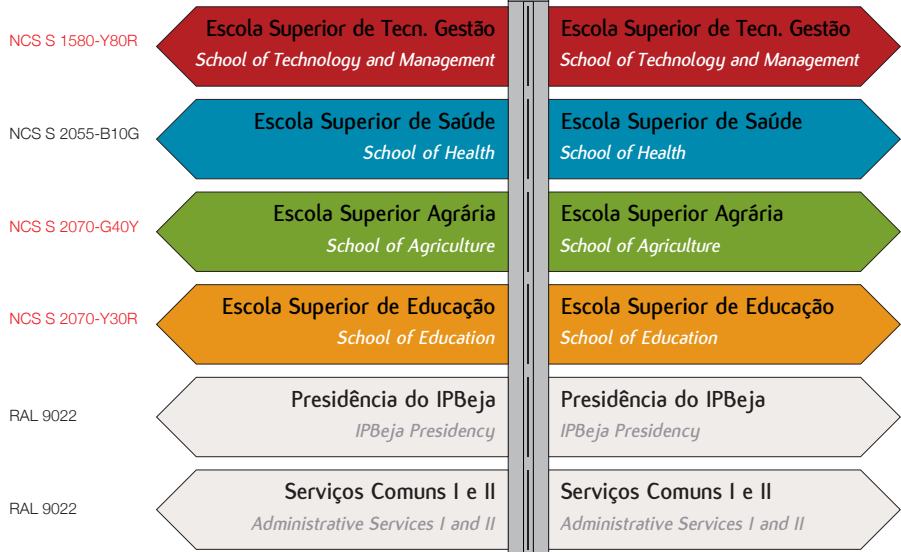 NCS S 1580-Y80R
Escola Superior de Tecn. Gestão
School of Technology and Management
Escola Superior de Tecn. Gestão
School of Technology and Management
NCS S 2055-B10G
Escola Superior de Saúde
School of Health
Escola Superior de Saúde
School of Health
NCS S 2070-G40Y
Escola Superior Agrária
School of Agriculture
Escola Superior Agrária
School of Agriculture
NCS S 2070-Y30R
Escola Superior de Educação
School of Education
Escola Superior de Educação
School of Education
RAL 9022
Presidência do IPBeja
IPBeja Presidency
Presidência do IPBeja
IPBeja Presidency
RAL 9022
Serviços Comuns I e II
Administrative Services I and II
Serviços Comuns I e II
Administrative Services I and II